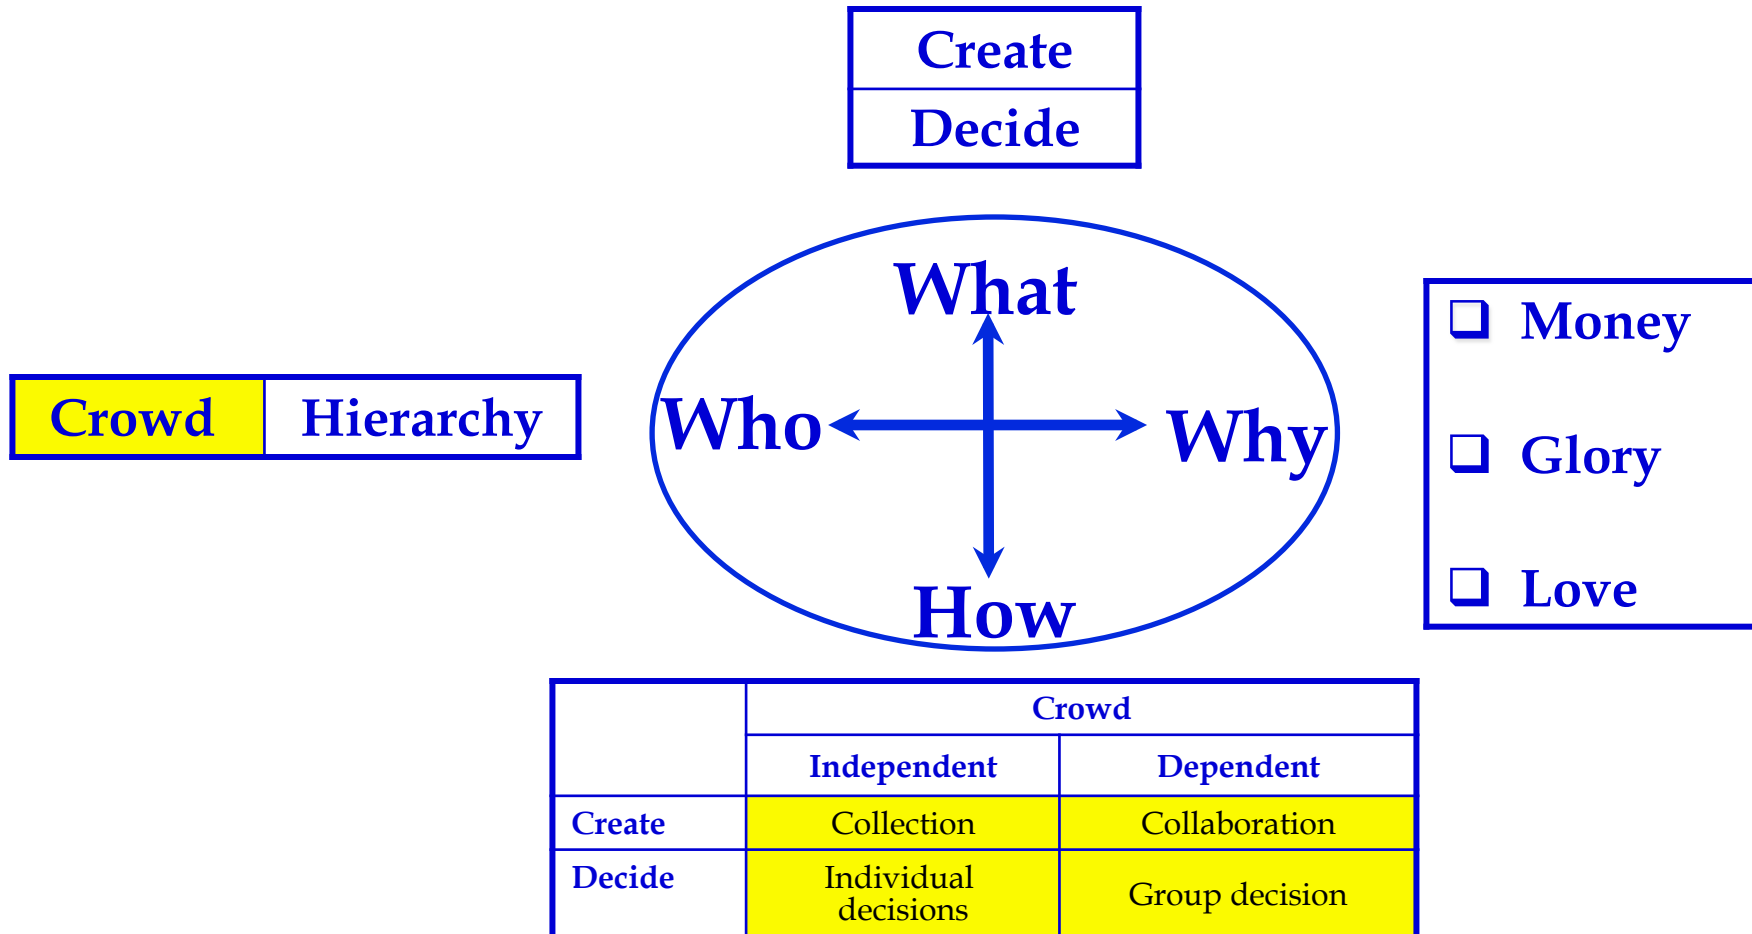 Create
Decide
What
Money
Crowd Hierarchy
Who
Why
Glory
Love
How
Crowd
Independent Dependent
Create Collection Collaboration
Decide Individual decisions Group decision